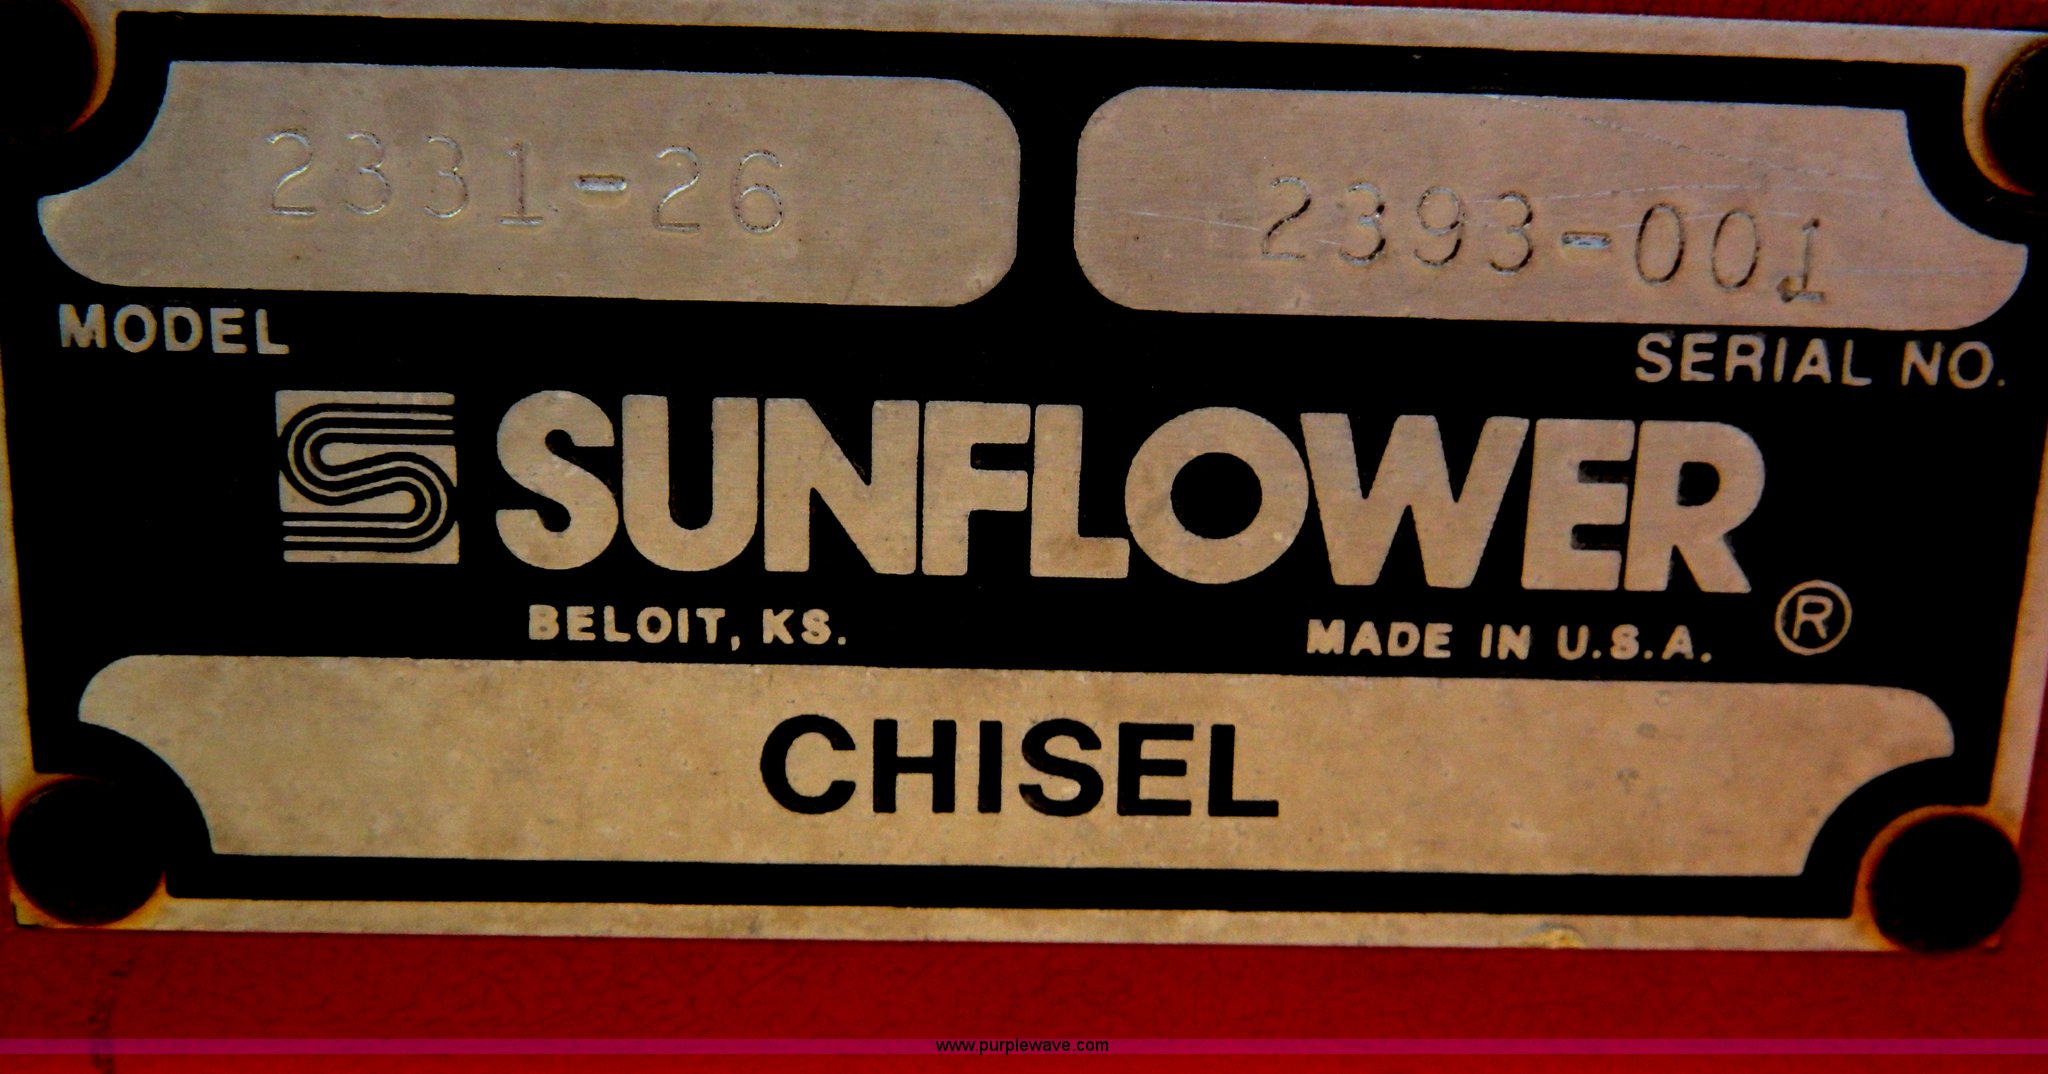 2331-26 2393-001
MODEL SERIAL NO.
SUNFLOWER ®
BELOIT, KS. MADE IN U.S.A.
CHISEL
www.purplewave.com